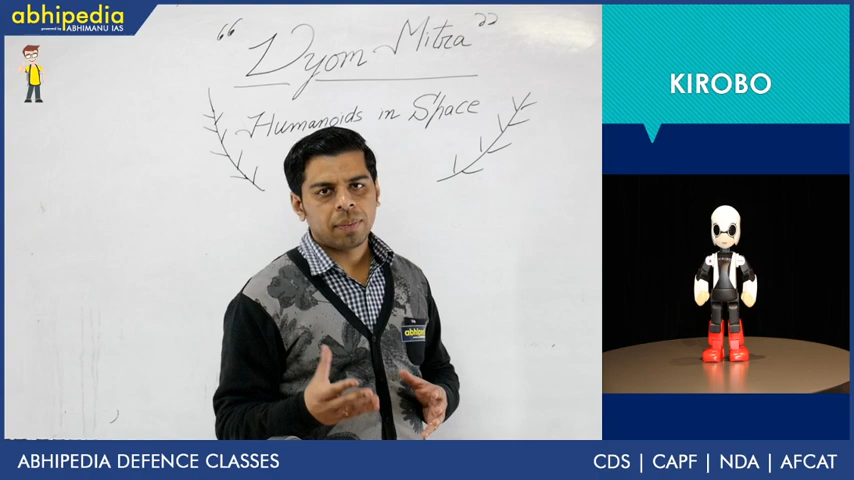 abhipedia
powered by ABHIMANU IAS
"Vyom Mitra"
Humanoids in Space
abhipedia
KIROBO
ABHIPEDIA DEFENCE CLASSES
CDS | CAPF | NDA | AFCAT